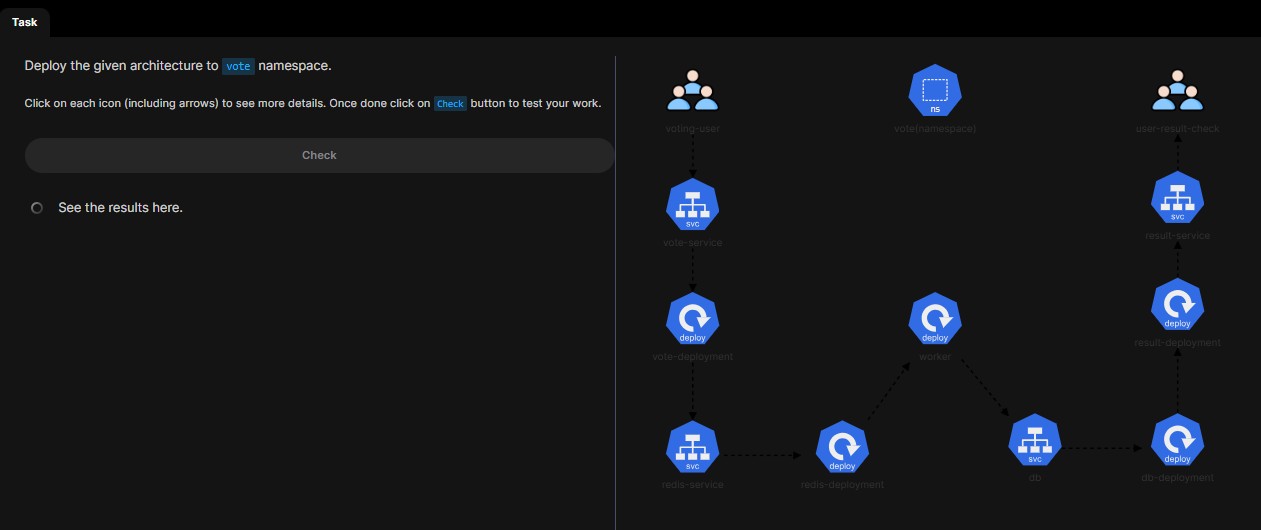 Task
Deploy the given architecture to vote namespace.
Click on each icon (including arrows) to see more details. Once done click on Check button to test your work.
Check
See the results here.
voting-user
ns
vote(namespace)
user-result-check
svc
vote-service
svc
result-service
deploy
vote-deployment
deploy
worker
deploy
result-deployment
svc
redis-service
deploy
redis-deployment
svc
db
deploy
db-deployment